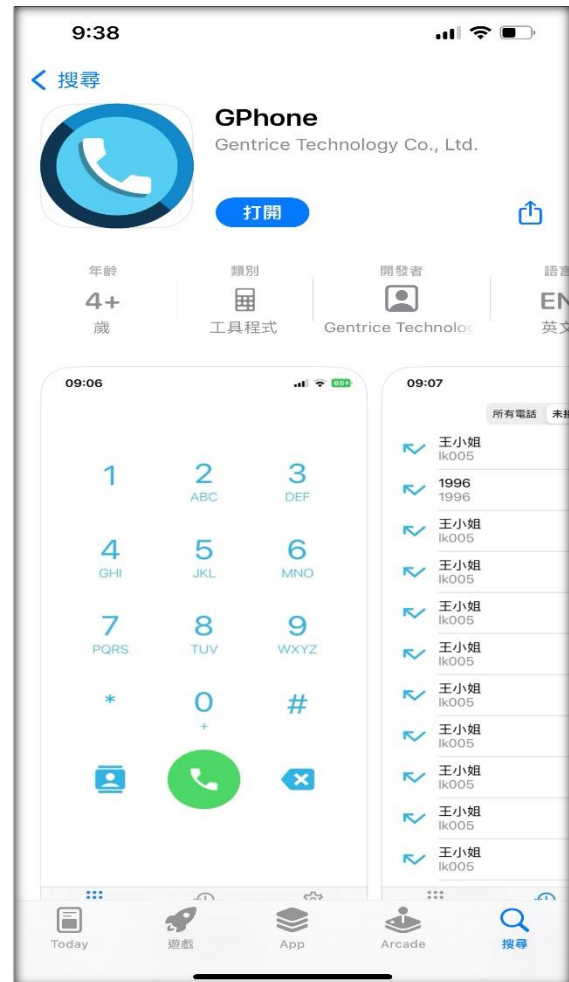 9:38
搜尋
GPhone
Gentrice Technology Co., Ltd.
打開
年齡 類別 開發者 語言
4+ EN
歲 工具程式 Gentrice Technolog 英文
09:06
1 2 3
ABC DEF
4 5 6
GHI JKL MNO
7 8 9
PQRS TUV WXYZ
* 0 #
+
09:07
所有電話 未接
王小姐
lk005
1996
1996
王小姐
lk005
王小姐
lk005
王小姐
lk005
王小姐
lk005
王小姐
lk005
王小姐
lk005
王小姐
lk005
王小姐
lk005
王小姐
lk005
Today 遊戲 App Arcade 搜尋